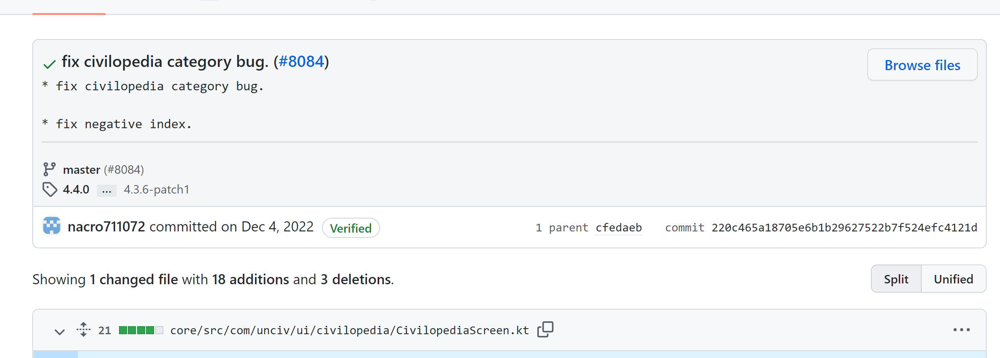 fix civilopedia category bug. (#8084)
Browse files
* fix civilopedia category bug.
* fix negative index.
master (#8084)
4.4.0 ... 4.3.6-patch1
nacro711072 committed on Dec 4, 2022 Verified 1 parent cfedaeb commit 220c465a18705e6b1b29627522b7f524efc4121d
Showing 1 changed file with 18 additions and 3 deletions.
Split Unified
21 core/src/com/unciv/ui/civilopedia/CivilopediaScreen.kt